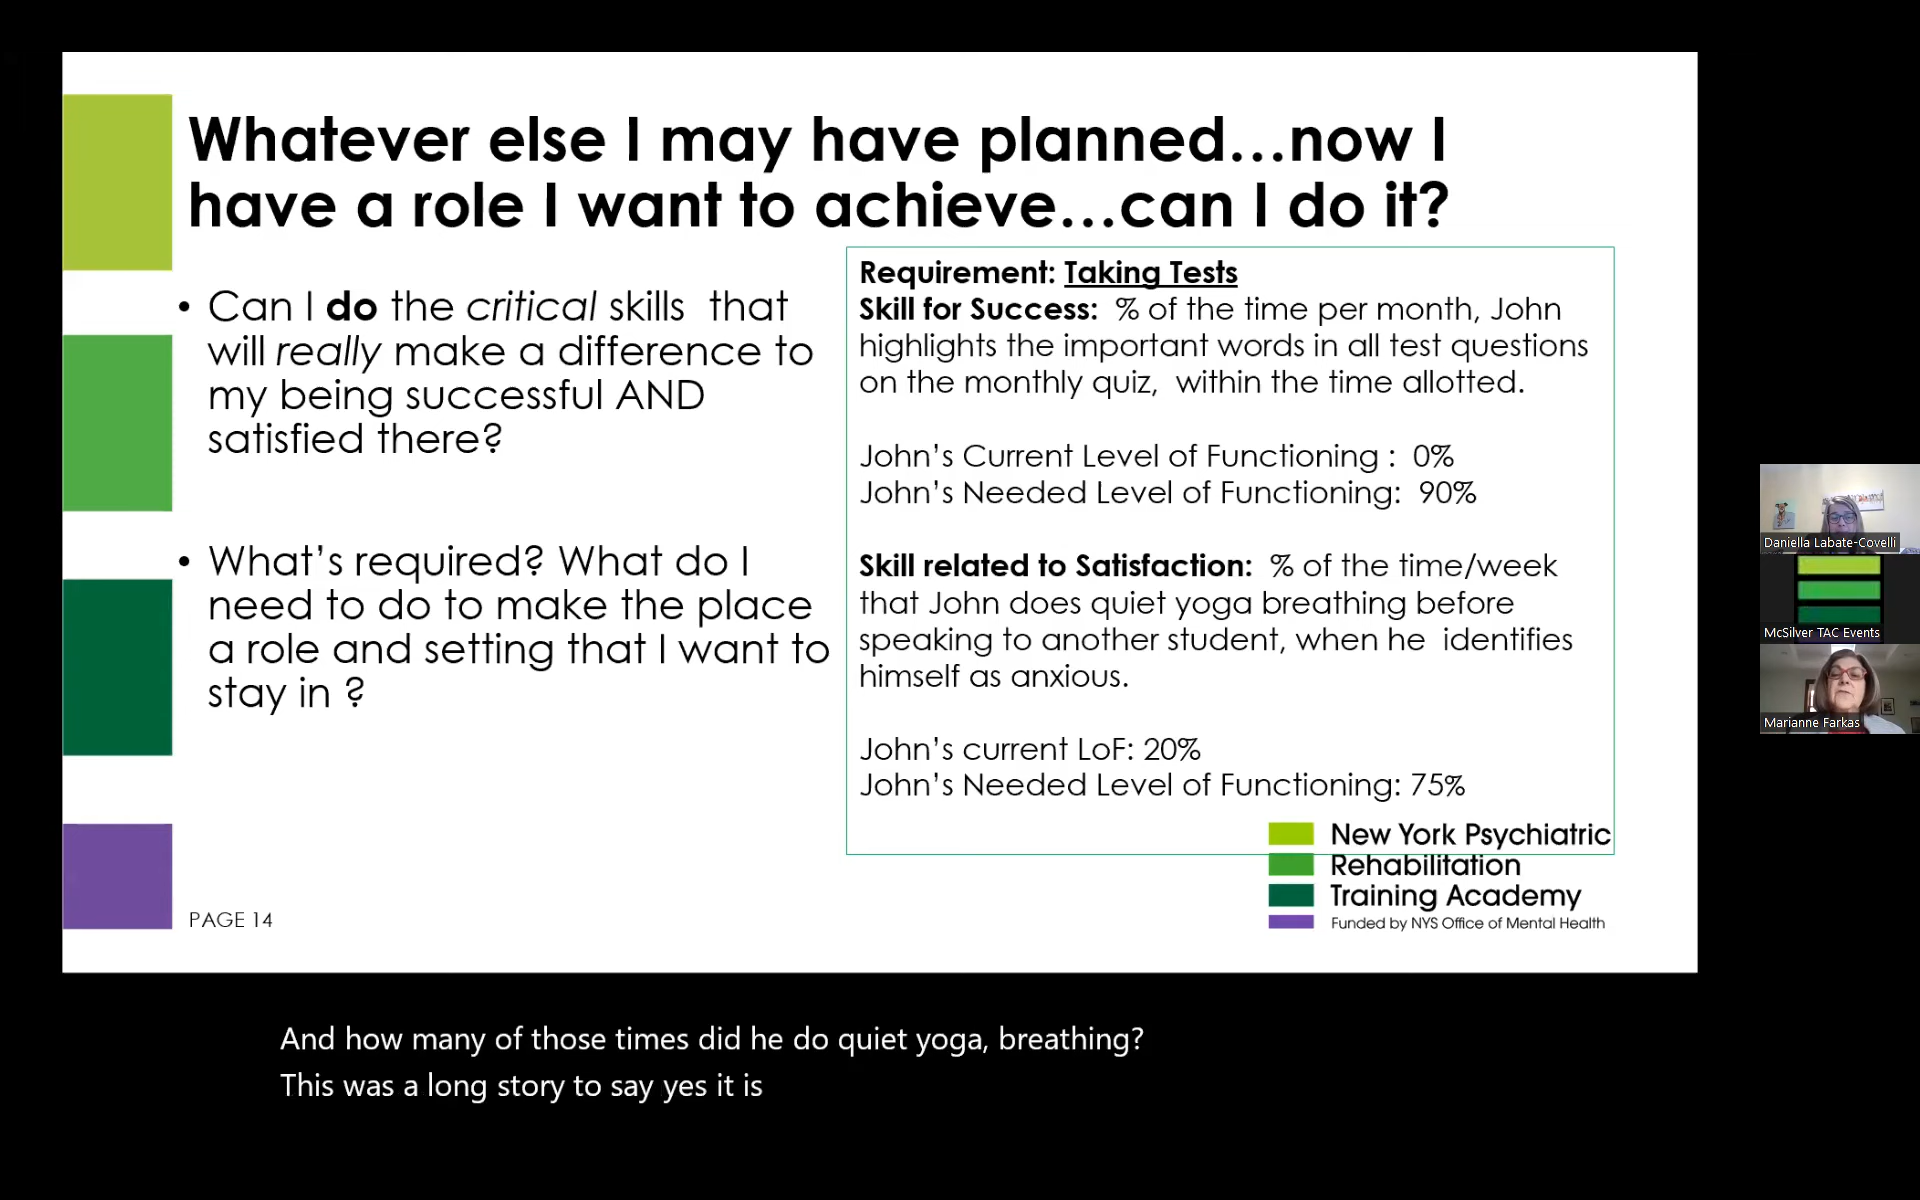 Whatever else I may have planned…now I
have a role I want to achieve…can I do it?
• Can I do the critical skills  that
will really make a difference to
my being successful AND
satisfied there?
• What’s required? What do I
need to do to make the place
a role and setting that I want to
stay in ?
Requirement: Taking Tests
Skill for Success:  % of the time per month, John
highlights the important words in all test questions
on the monthly quiz,  within the time allotted.
John’s Current Level of Functioning :  0%
John’s Needed Level of Functioning:  90%
Skill related to Satisfaction:  % of the time/week
that John does quiet yoga breathing before
speaking to another student, when he  identifies
himself as anxious.
John’s current LoF: 20%
John’s Needed Level of Functioning: 75%
New York Psychiatric
Rehabilitation
Training Academy
Funded by NYS Office of Mental Health
PAGE 14
Daniella Labate-Covelli
McSilver TAC Events
Marianne Farkas
And how many of those times did he do quiet yoga, breathing?
This was a long story to say yes it is